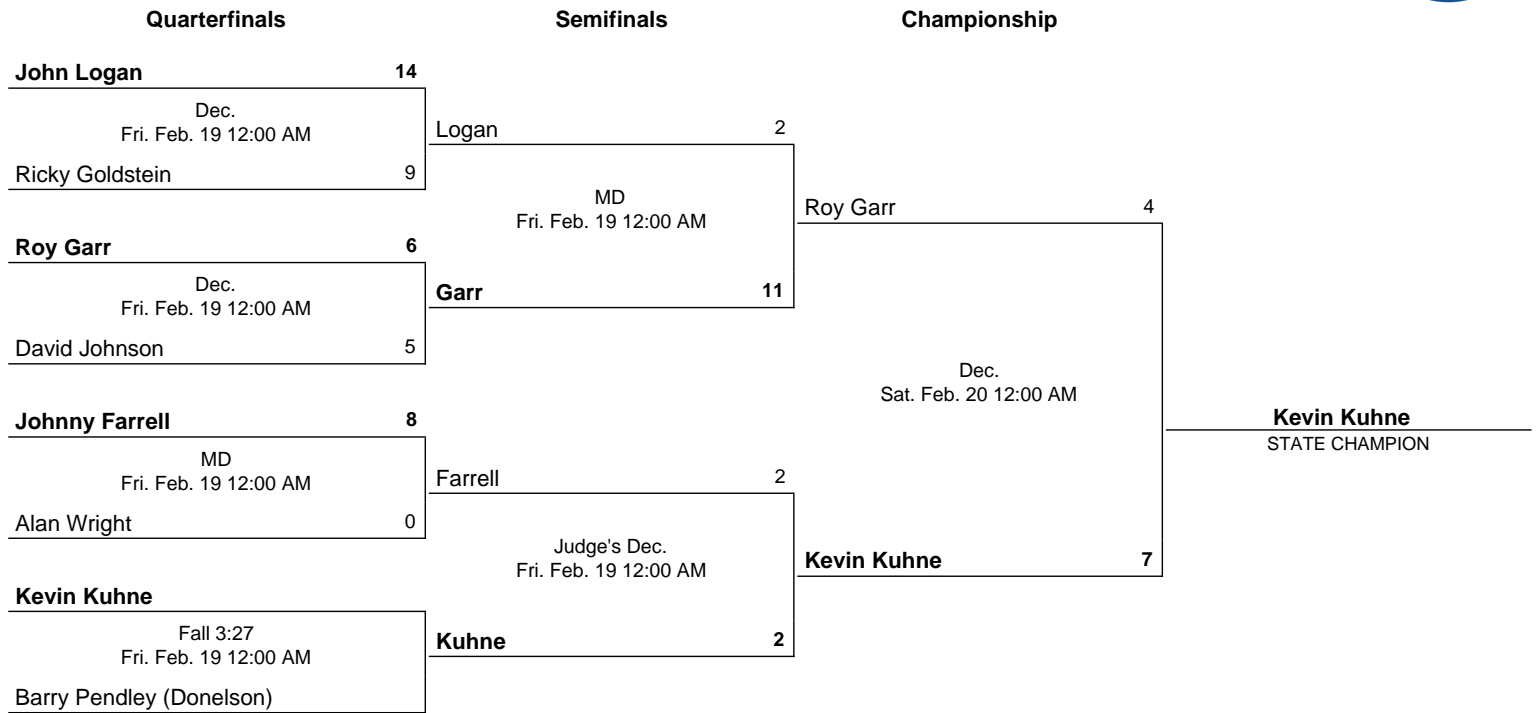 Quarterfinals
Semifinals
Championship
John Logan 14
Dec.
Fri. Feb. 19 12:00 AM
Ricky Goldstein 9
Roy Garr 6
Dec.
Fri. Feb. 19 12:00 AM
David Johnson 5
Johnny Farrell 8
MD
Fri. Feb. 19 12:00 AM
Alan Wright 0
Kevin Kuhne
Fall 3:27
Fri. Feb. 19 12:00 AM
Barry Pendley (Donelson)
Logan 2
MD
Fri. Feb. 19 12:00 AM
Garr 11
Farrell 2
Judge's Dec.
Fri. Feb. 19 12:00 AM
Kuhne 2
Roy Garr 4
Dec.
Sat. Feb. 20 12:00 AM
Kevin Kuhne 7
Kevin Kuhne
STATE CHAMPION